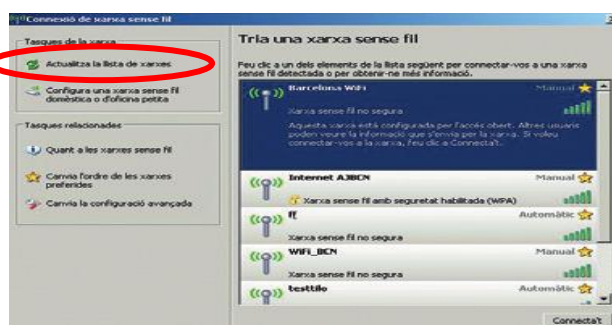 Connexió de xarxa sense fil
Tasques de la xarxa
Actualitza la llista de xarxes
Configura una xarxa sense fil
domèstica o d'oficina petita
Tasques relacionades
Quant a les xarxes sense fil
Canvia l'ordre de les xarxes
preferides
Canvia la configuració avançada
Tria una xarxa sense fil
Feu clic a un dels elements de la llista següent per connectar-vos a una xarxa
sense fil detectada o per obtenir-ne més informació.
Barcelona WiFi Manual
Xarxa sense fil no segura
Aquesta xarxa està configurada per l'accés obert. Altres usuaris
poden veure la informació que s'envia per la xarxa. Si voleu
connectar-vos a la xarxa, feu clic a Connecta't.
Internet AJBCN Manual
Xarxa sense fil amb seguretat habilitada (WPA)
ff Automàtic
Xarxa sense fil no segura
WiFi_BCN Manual
Xarxa sense fil no segura
testtilo Automàtic
Connecta't